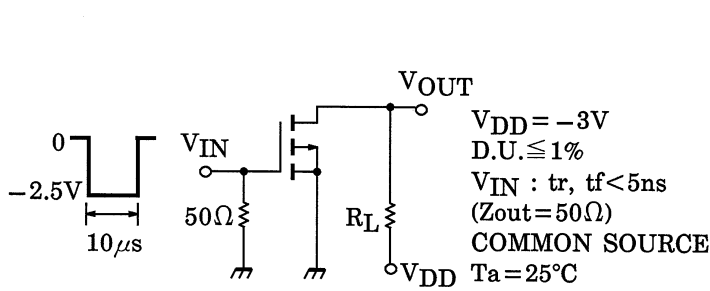 0
−2.5V
10μs
VIN
50Ω
VOUT
RL
VDD
VDD=−3V
D.U.≦1%
VIN : tr, tf<5ns
(Zout=50Ω)
COMMON SOURCE
Ta=25°C